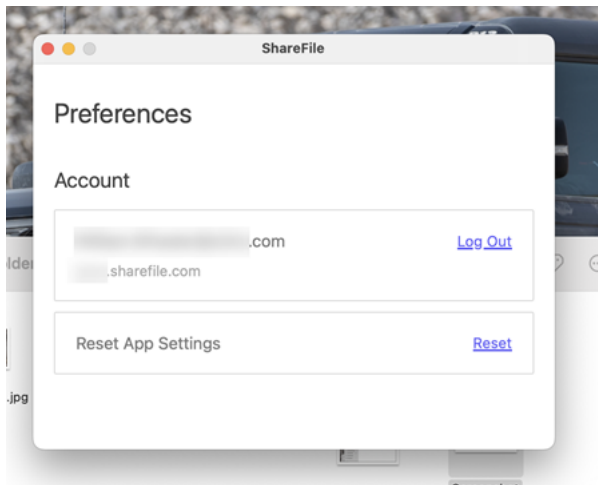 ShareFile
Preferences
Account
.com
Log Out
.sharefile.com
Reset App Settings
Reset
.jpg